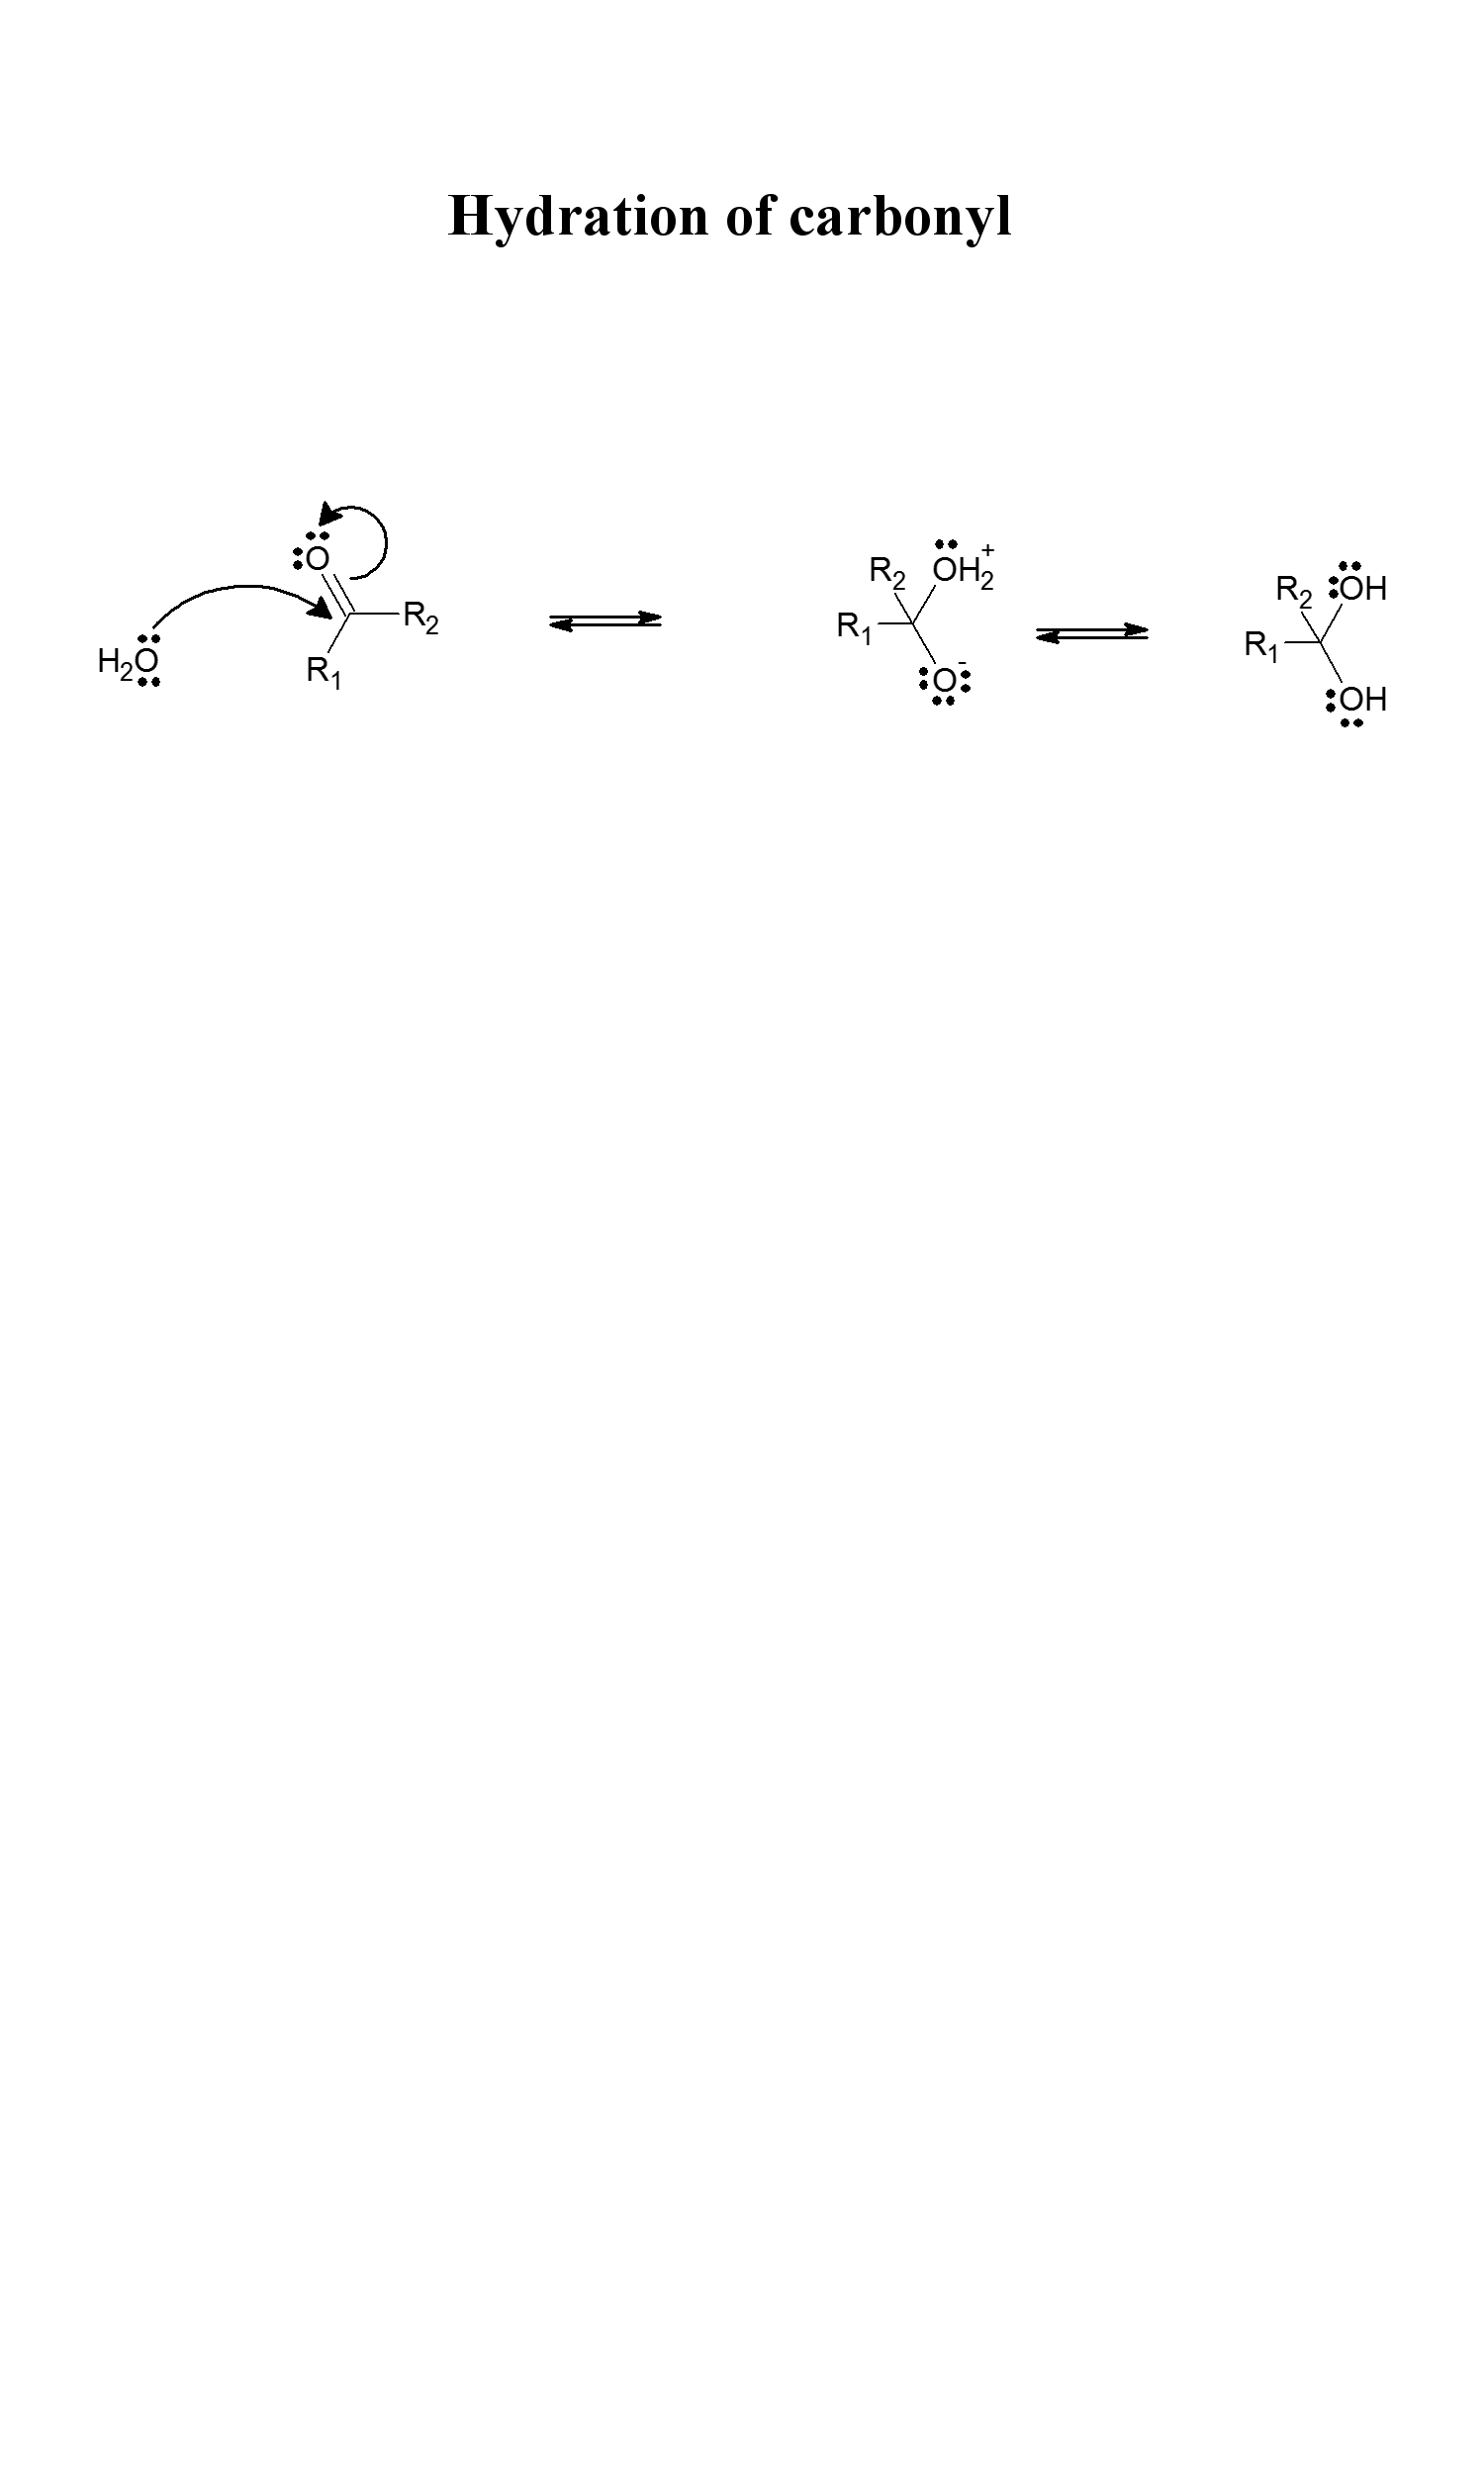 Hydration of carbonyl
H₂O
O
R₂
R₁
R₂
OH₂⁺
R₁
O⁻
R₂
OH
R₁
OH